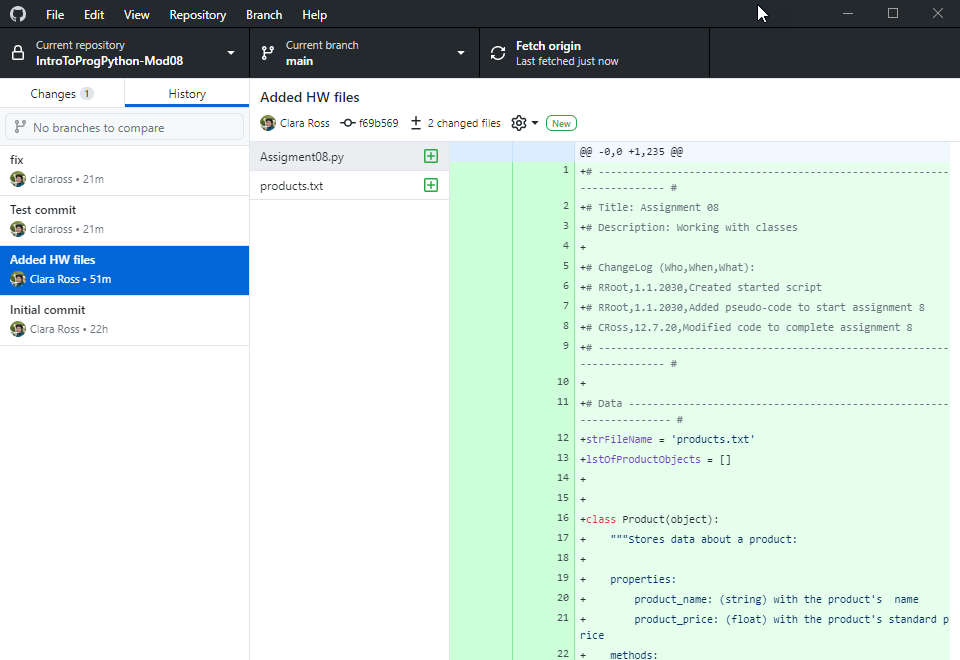 File Edit View Repository Branch Help
Current repository
IntroToProgPython-Mod08
Current branch
main
Fetch origin
Last fetched just now
Changes 1
History
No branches to compare
fix
claraross • 21m
Test commit
claraross • 21m
Added HW files
Clara Ross • 51m
Initial commit
Clara Ross • 22h
Added HW files
Clara Ross f69b569 2 changed files New
Assigment08.py
products.txt
@@ -0,0 +1,235 @@
1 +# ----------------------------------------------------------
-------------- #
2 +# Title: Assignment 08
3 +# Description: Working with classes
4 +
5 +# ChangeLog (Who,When,What):
6 +# RRoot,1.1.2030,Created started script
7 +# RRoot,1.1.2030,Added pseudo-code to start assignment 8
8 +# CRoss,12.7.20,Modified code to complete assignment 8
9 +# ----------------------------------------------------------
-------------- #
10 +
11 +# Data -----------------------------------------------------
--------------- #
12 +strFileName = 'products.txt'
13 +lstOfProductObjects = []
14 +
15 +
16 +class Product(object):
17 +    """Stores data about a product:
18 +
19 +    properties:
20 +        product_name: (string) with the product's  name
21 +        product_price: (float) with the product's standard p
rice
22 +    methods: